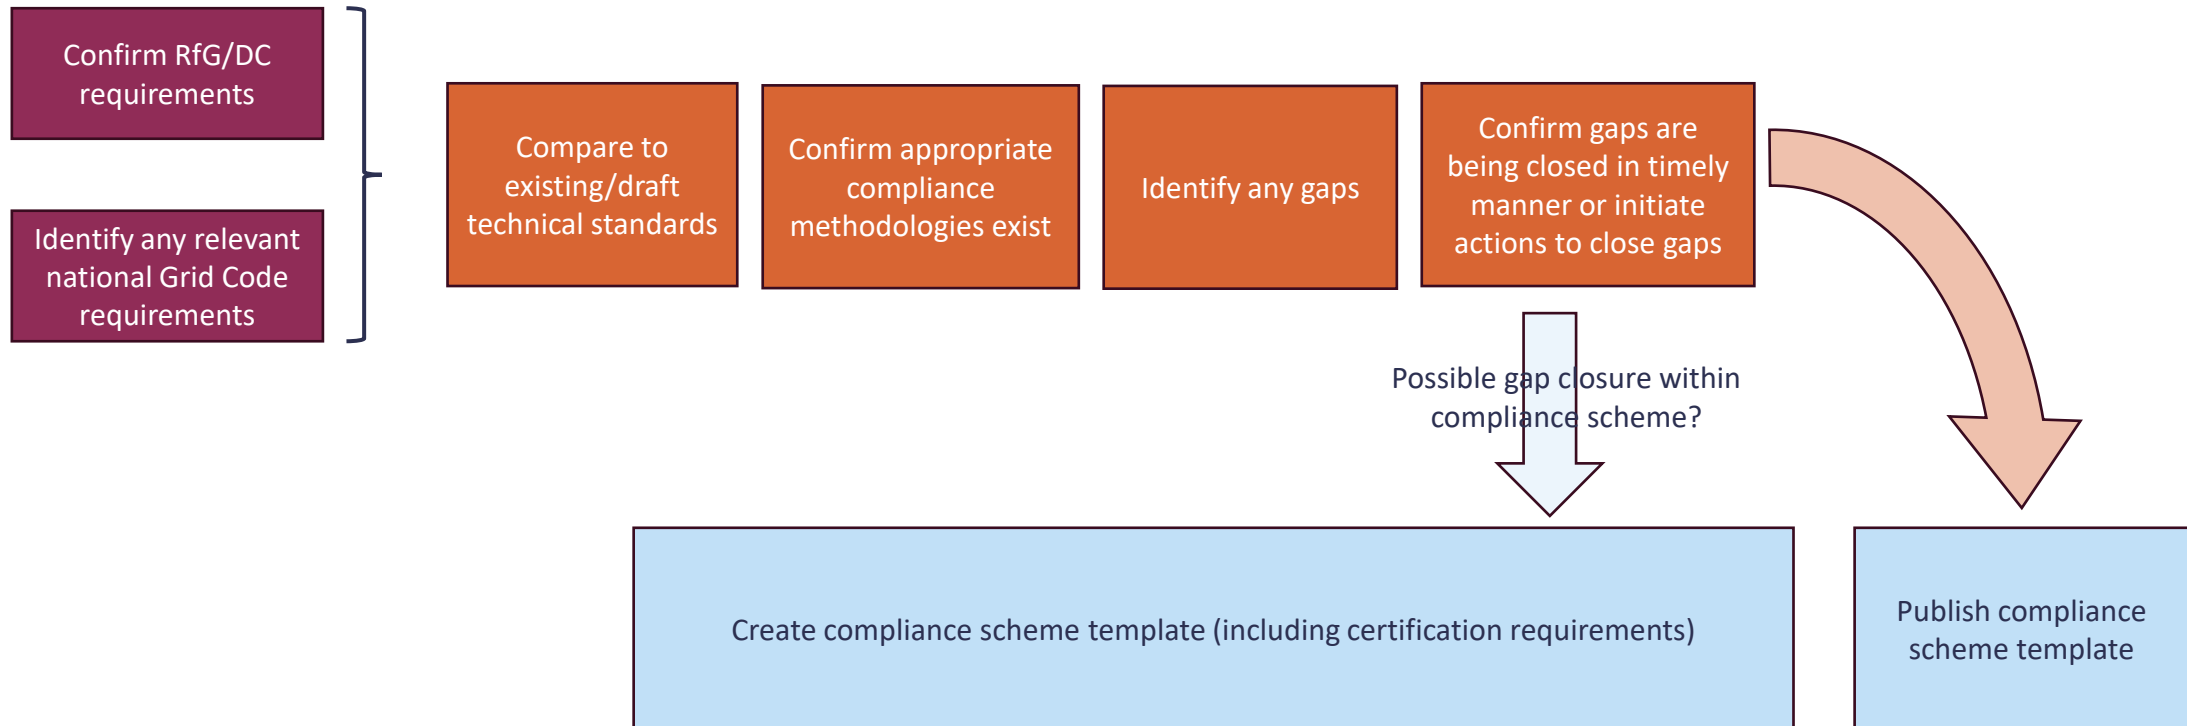 Confirm RfG/DC
requirements
Identify any relevant
national Grid Code
requirements
Compare to
existing/draft
technical standards
Confirm appropriate
compliance
methodologies exist
Identify any gaps
Confirm gaps are
being closed in timely
manner or initiate
actions to close gaps
Possible gap closure within
compliance scheme?
Create compliance scheme template (including certification requirements)
Publish compliance
scheme template